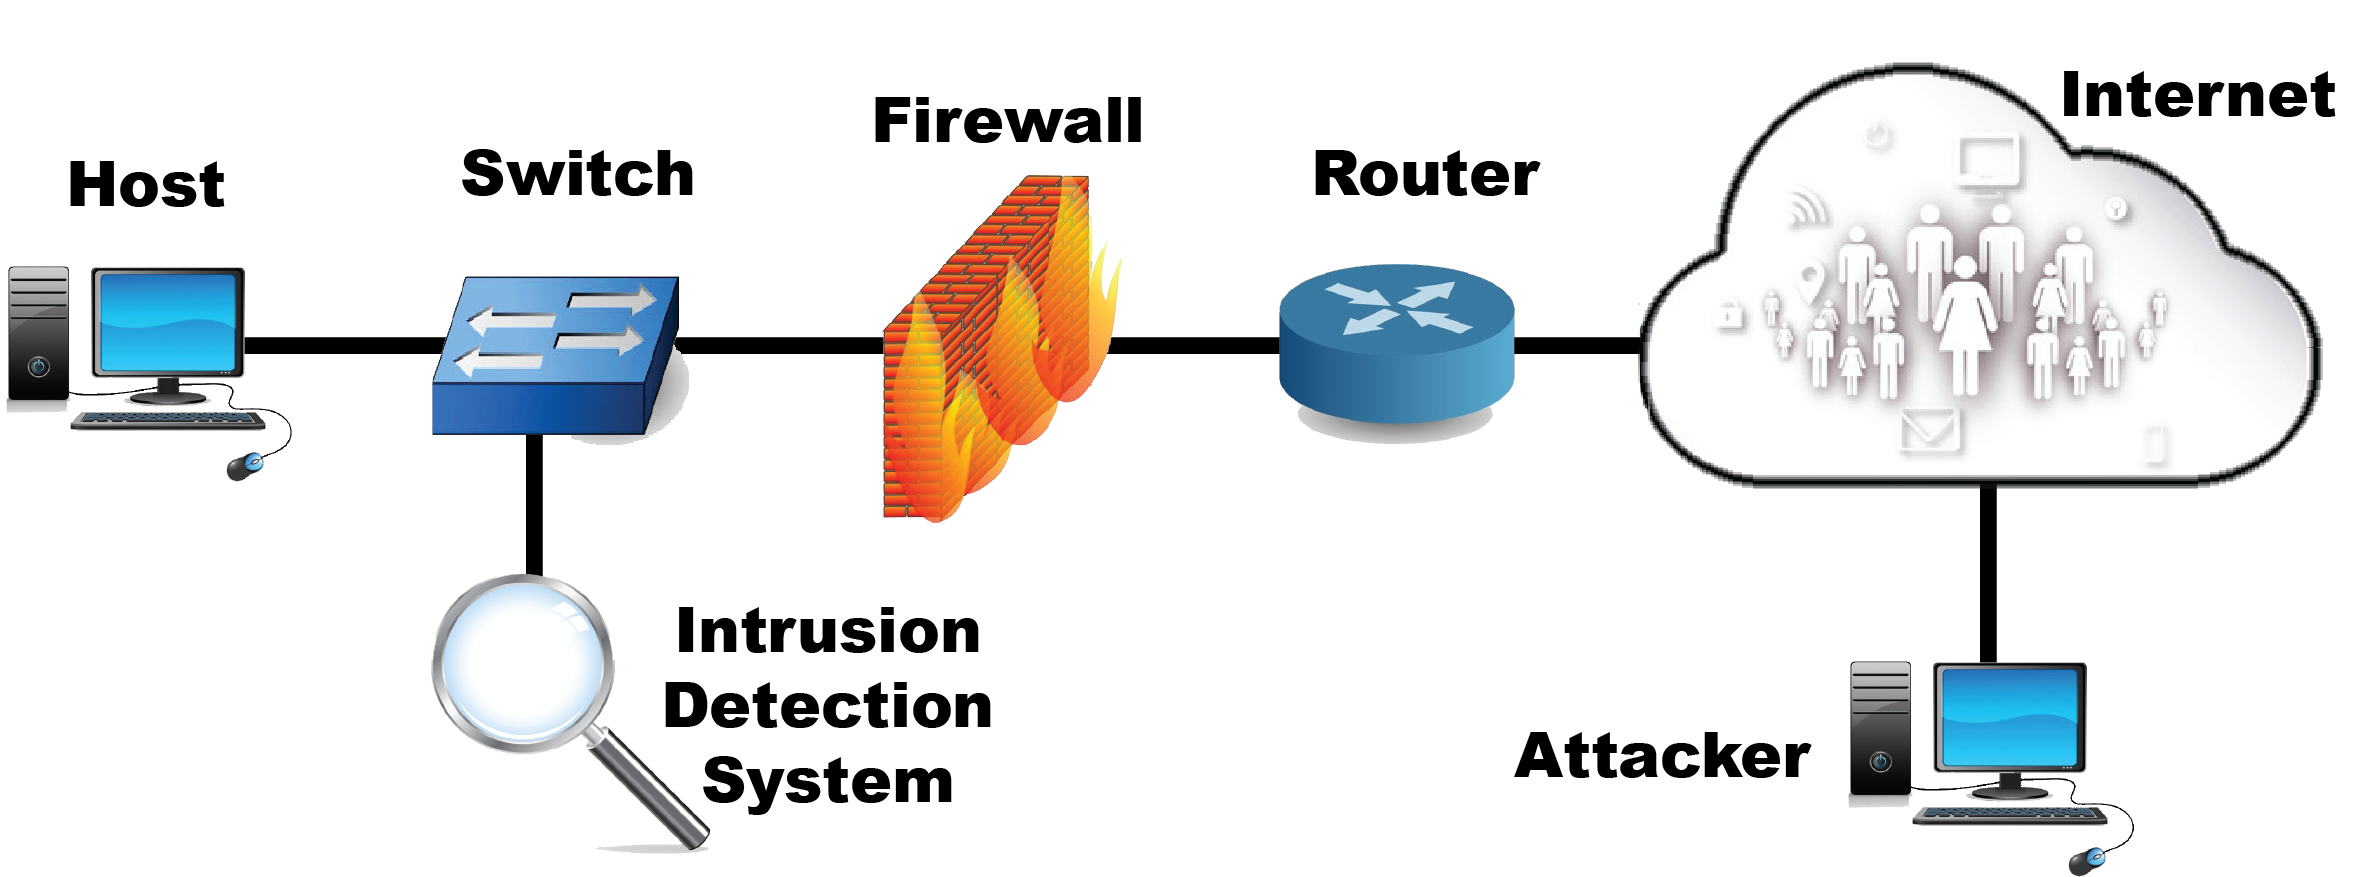 Host
Switch
Firewall
Router
Internet
Intrusion
Detection
System
Attacker